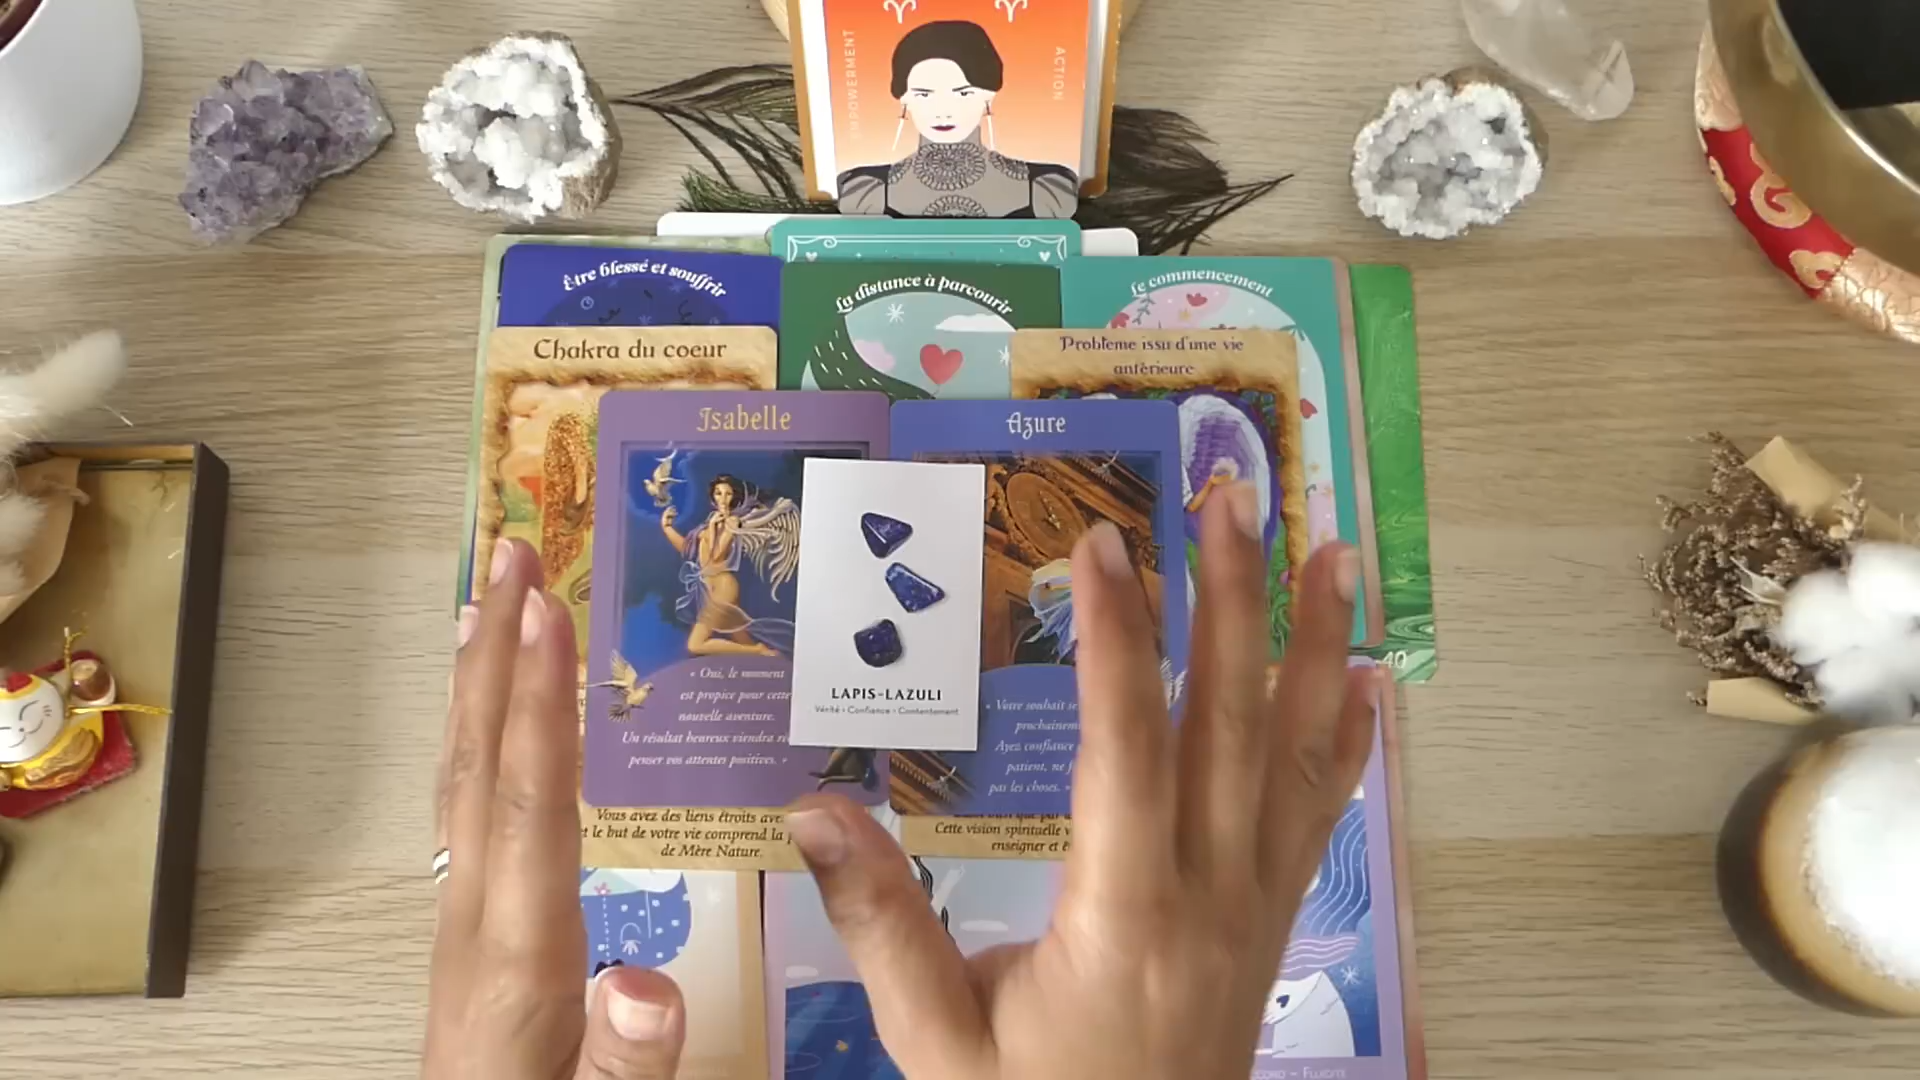 EMPOWERMENT
ACTION
Être blessé et souffrir
La distance à parcourir
Le commencement
Chakra du coeur
Problème issu d'une vie
antérieure
Isabelle
Azure
« Oui, le moment
est propice pour cette
nouvelle aventure.
Un résultat heureux viendra
penser vos attentes positives. »
LAPIS-LAZULI
Vérité • Confiance • Contentement
« Votre souhait
Ayez confiance
patient, ne
pas les choses. »
40
Vous avez des liens étroits
et le but de votre vie comprend la
de Mère Nature.
Cette vision spirituelle
enseigner et
– FLUIDITÉ